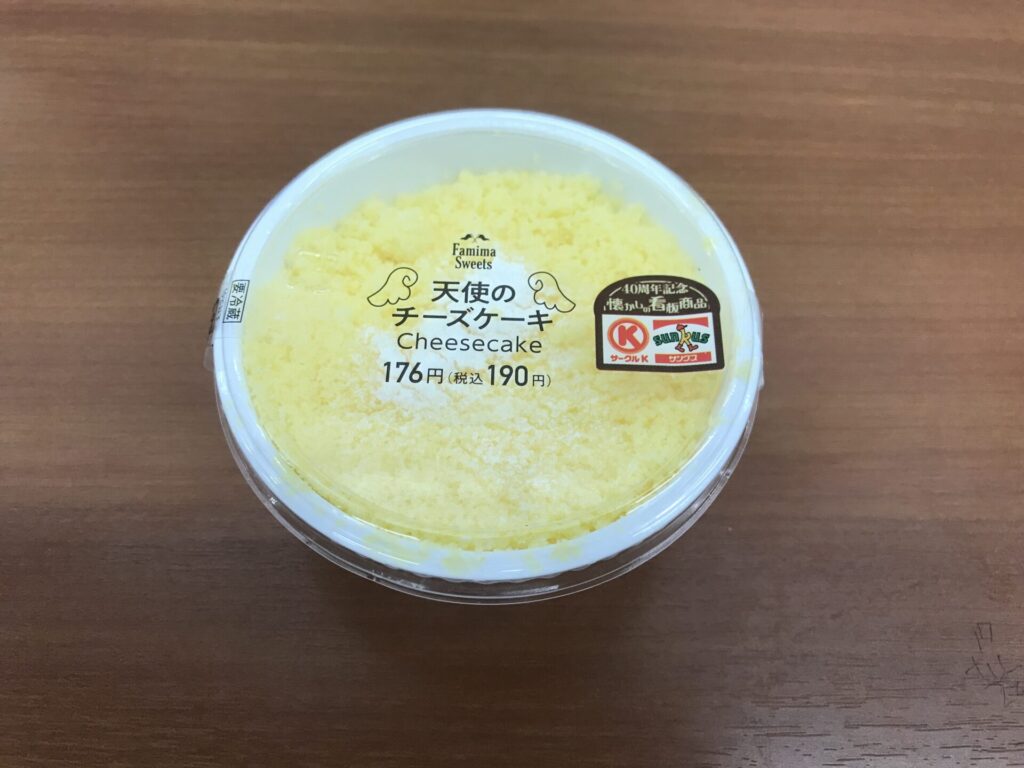 Famima
Sweets
天使の
チーズケーキ
Cheesecake
176円(税込190円)
40周年記念
懐かしの看板商品
K
サークルK
SUNKUS
サンクス
要冷蔵